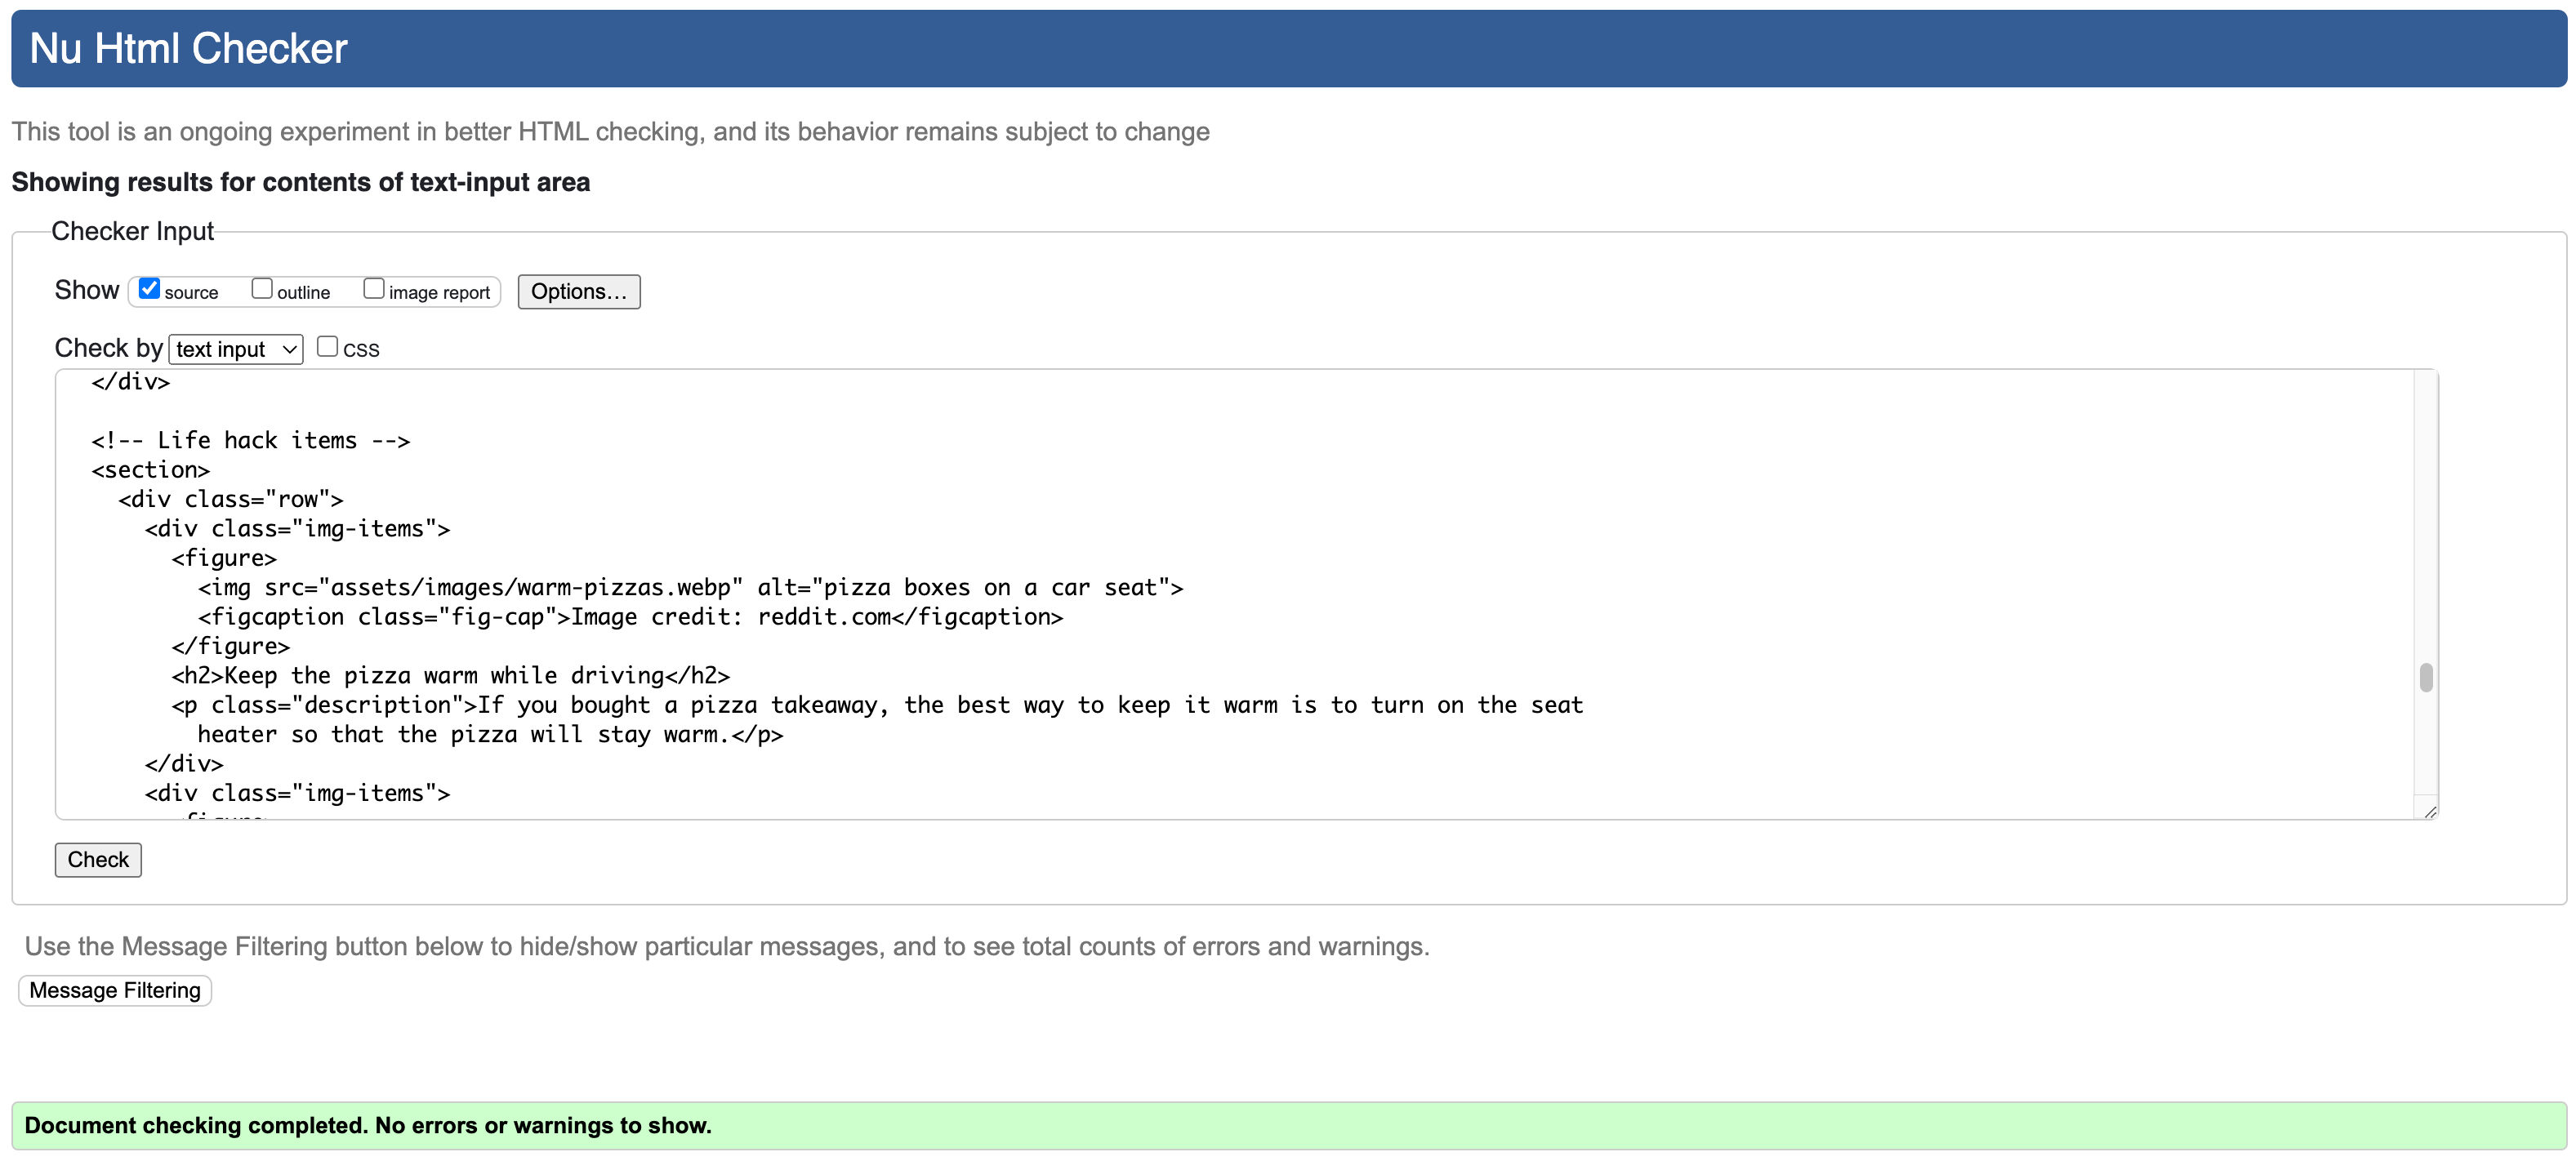 Nu Html Checker
This tool is an ongoing experiment in better HTML checking, and its behavior remains subject to change
Showing results for contents of text-input area
Checker Input
Show source outline image report Options...
Check by text input CSS
</div>
<!-- Life hack items -->
<section>
<div class="row">
<div class="img-items">
<figure>
<img src="assets/images/warm-pizzas.webp" alt="pizza boxes on a car seat">
<figcaption class="fig-cap">Image credit: reddit.com</figcaption>
</figure>
<h2>Keep the pizza warm while driving</h2>
<p class="description">If you bought a pizza takeaway, the best way to keep it warm is to turn on the seat
heater so that the pizza will stay warm.</p>
</div>
<div class="img-items">
Check
Use the Message Filtering button below to hide/show particular messages, and to see total counts of errors and warnings.
Message Filtering
Document checking completed. No errors or warnings to show.